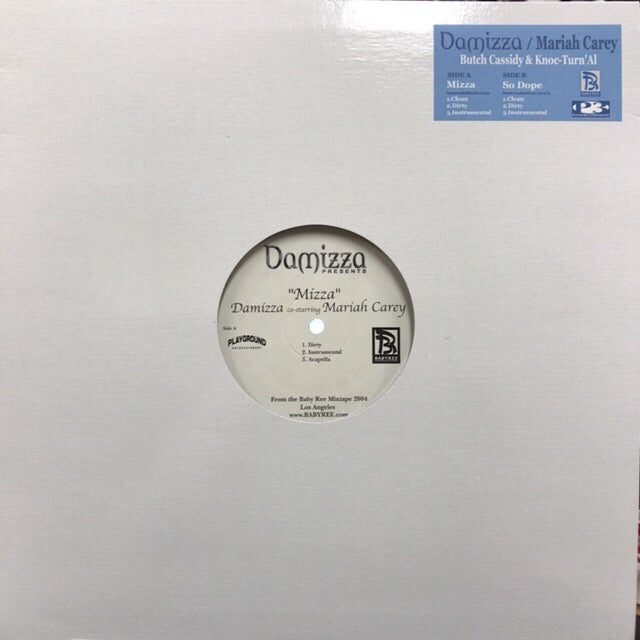 Damizza / Mariah Carey
Butch Cassidy & Knoc-Turn'Al
SIDE A
Mizza
1.Clean
2.Dirty
3.Instrumental
SIDE B
So Dope
1.Clean
2.Dirty
3.Instrumental
Damizza
PRESENTS
"Mizza"
Damizza co-starring Mariah Carey
Side A
PLAYGROUND
ENTERTAINMENT
BABYREE
1. Dirty
2. Instrumental
3. Acapella
From the Baby Ree Mixtape 2004
Los Angeles
www.BABYREE.com